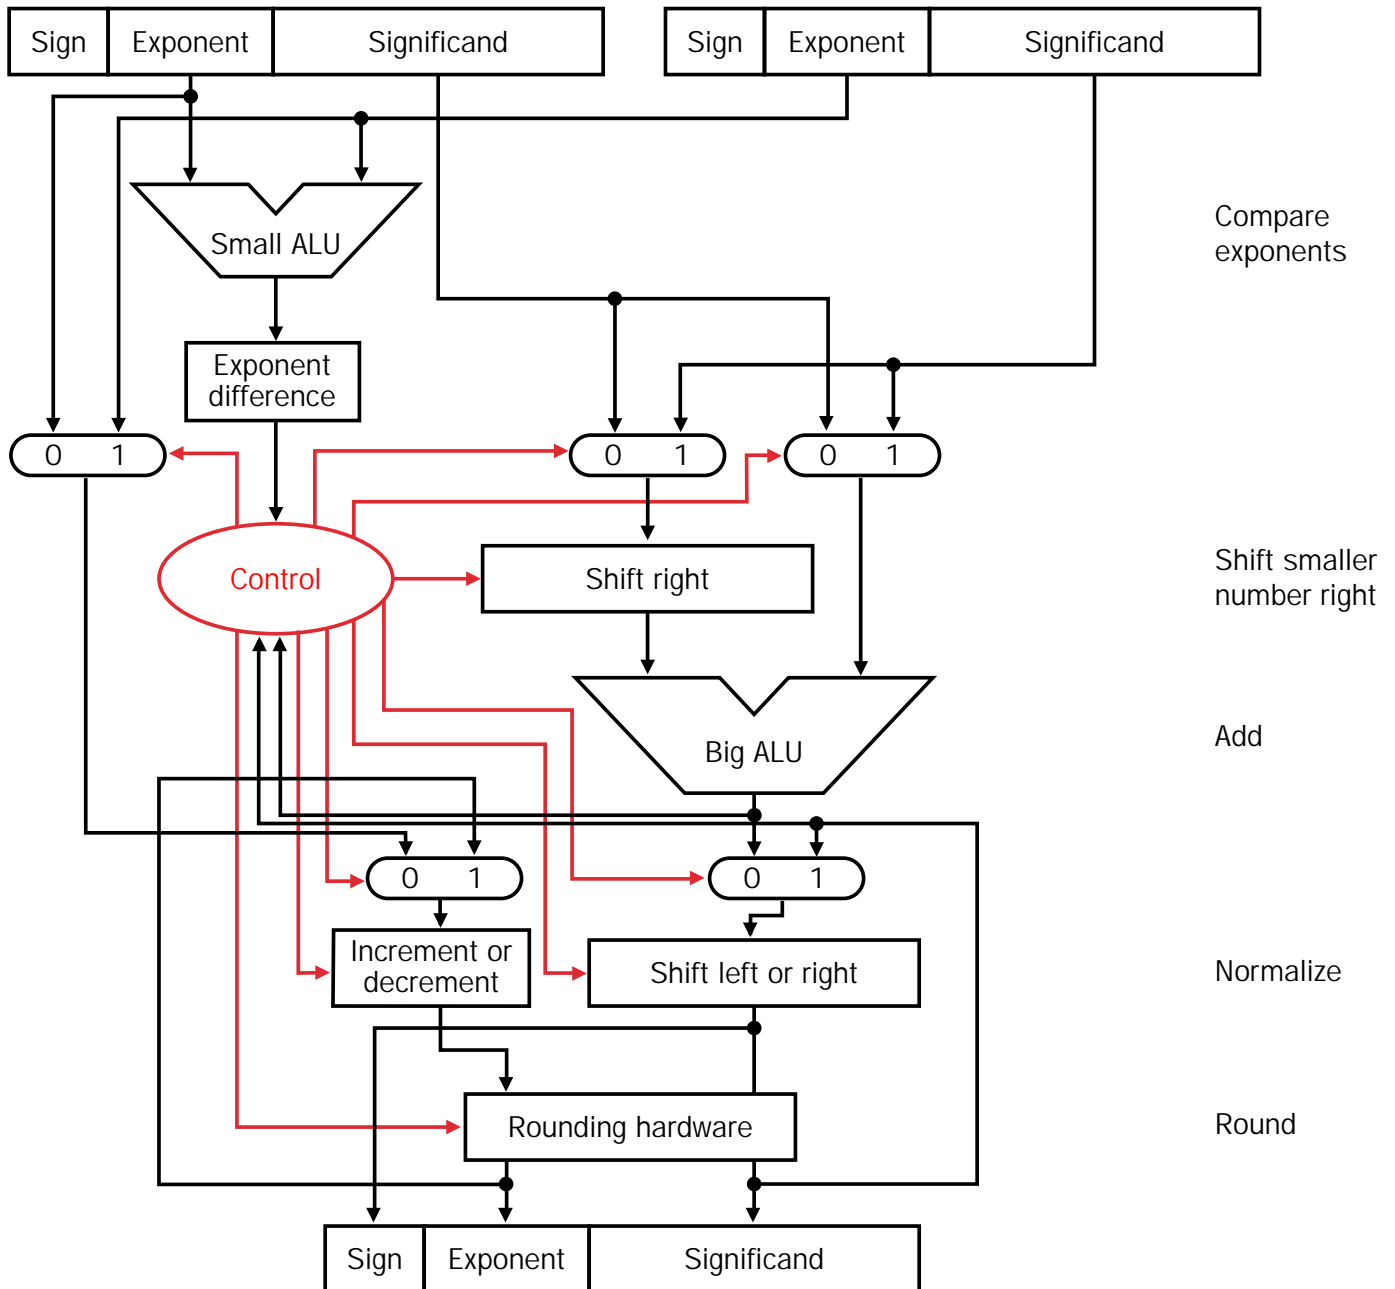 Sign Exponent Significand Sign Exponent Significand
Small ALU
Compare
exponents
Exponent
difference
0 1 0 1 0 1
Control
Shift right
Shift smaller
number right
Big ALU
Add
0 1 0 1
Increment or
decrement
Shift left or right
Normalize
Rounding hardware
Round
Sign Exponent Significand